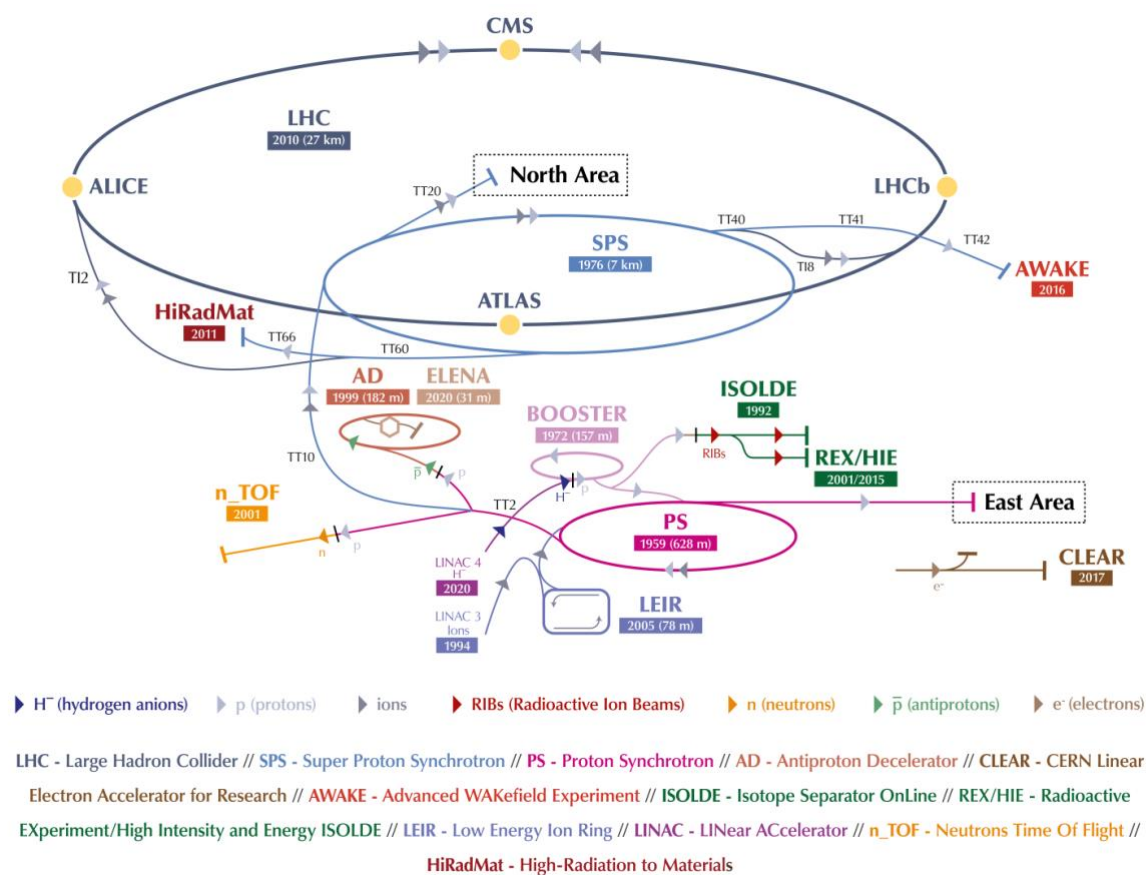 CMS
LHC
2010 (27 km)
ALICE
LHCb
North Area
TT20
SPS
1976 (7 km)
TT40
TT41
TT42
TI8
AWAKE
2016
TI2
ATLAS
HiRadMat
2011
TT66
TT60
AD
1999 (182 m)
ELENA
2020 (31 m)
ISOLDE
1992
BOOSTER
1972 (157 m)
RIBs
REX/HIE
2001/2015
TT10
p̅
p
H⁻
p
n_TOF
2001
TT2
East Area
PS
1959 (628 m)
n
p
LINAC 4
H⁻
2020
CLEAR
2017
e⁻
LEIR
2005 (78 m)
LINAC 3
Ions
1994
H⁻ (hydrogen anions) p (protons) ions RIBs (Radioactive Ion Beams) n (neutrons) p̅ (antiprotons) e⁻ (electrons)
LHC - Large Hadron Collider // SPS - Super Proton Synchrotron // PS - Proton Synchrotron // AD - Antiproton Decelerator // CLEAR - CERN Linear
Electron Accelerator for Research // AWAKE - Advanced WAKefield Experiment // ISOLDE - Isotope Separator OnLine // REX/HIE - Radioactive
EXperiment/High Intensity and Energy ISOLDE // LEIR - Low Energy Ion Ring // LINAC - LINear ACcelerator // n_TOF - Neutrons Time Of Flight //
HiRadMat - High-Radiation to Materials